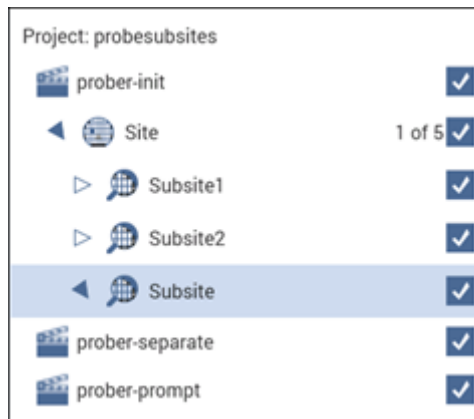 Project: probesubsites
prober-init
Site 1 of 5
Subsite1
Subsite2
Subsite
prober-separate
prober-prompt